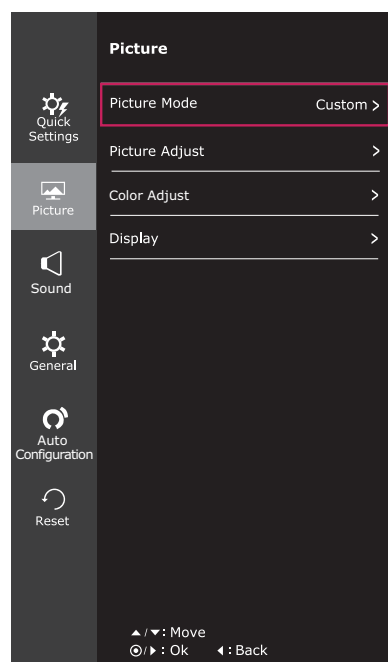 Picture
Quick
Settings
Picture Mode Custom >
Picture Adjust >
Picture
Color Adjust >
Display >
Sound
General
Auto
Configuration
Reset
▲/▼: Move
◉/▶: Ok ◀: Back